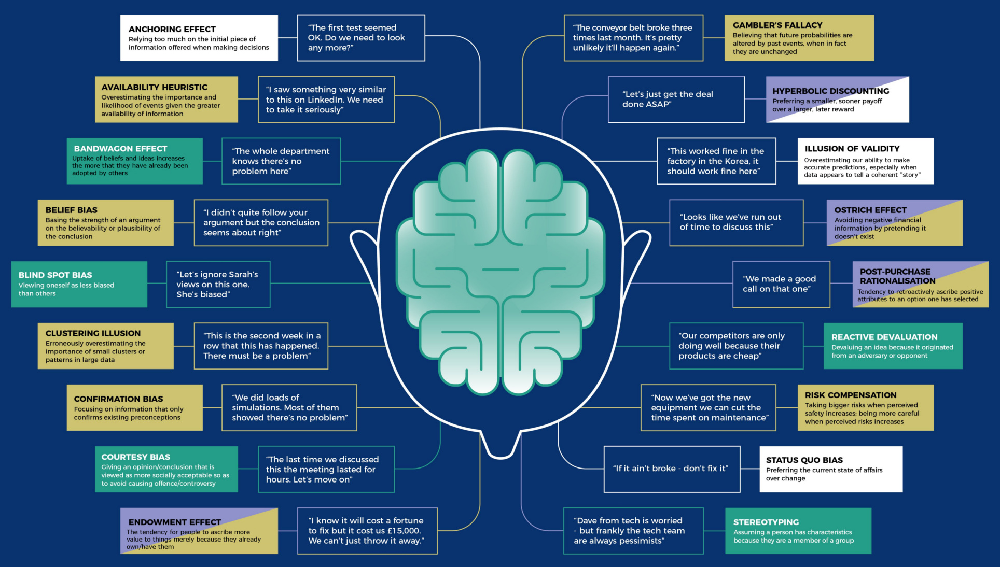 ANCHORING EFFECT
Relying too much on the initial piece of
information offered when making decisions
“The first test seemed
OK. Do we need to look
any more?”
AVAILABILITY HEURISTIC
Overestimating the importance and
likelihood of events given the greater
availability of information
“I saw something very similar
to this on LinkedIn. We need
to take it seriously”
BANDWAGON EFFECT
Uptake of beliefs and ideas increases
the more that they have already been
adopted by others
“The whole department
knows there’s no
problem here”
BELIEF BIAS
Basing the strength of an argument
on the believability or plausibility of
the conclusion
“I didn’t quite follow your
argument but the conclusion
seems about right”
BLIND SPOT BIAS
Viewing oneself as less biased
than others
“Let’s ignore Sarah’s
views on this one.
She’s biased”
CLUSTERING ILLUSION
Erroneously overestimating the
importance of small clusters or
patterns in large data
“This is the second week in a
row that this has happened.
There must be a problem”
CONFIRMATION BIAS
Focusing on information that only
confirms existing preconceptions
“We did loads of
simulations. Most of them
showed there’s no problem”
COURTESY BIAS
Giving an opinion/conclusion that is
viewed as more socially acceptable so as
to avoid causing offence/controversy
“The last time we discussed
this the meeting lasted for
hours. Let’s move on”
ENDOWMENT EFFECT
The tendency for people to ascribe more
value to things merely because they already
own/have them
“I know it will cost a fortune
to fix but it cost us £15,000.
We can’t just throw it away.”
“The conveyor belt broke three
times last month. It’s pretty
unlikely it’ll happen again.”
GAMBLER’S FALLACY
Believing that future probabilities are
altered by past events, when in fact
they are unchanged
“Let’s just get the deal
done ASAP”
HYPERBOLIC DISCOUNTING
Preferring a smaller, sooner payoff
over a larger, later reward
“This worked fine in the
factory in the Korea, it
should work fine here”
ILLUSION OF VALIDITY
Overestimating our ability to make
accurate predictions, especially when
data appears to tell a coherent "story"
“Looks like we’ve run out
of time to discuss this”
OSTRICH EFFECT
Avoiding negative financial
information by pretending it
doesn’t exist
“We made a good
call on that one”
POST-PURCHASE
RATIONALISATION
Tendency to retroactively ascribe positive
attributes to an option one has selected
“Our competitors are only
doing well because their
products are cheap”
REACTIVE DEVALUATION
Devaluing an idea because it originated
from an adversary or opponent
“Now we’ve got the new
equipment we can cut the
time spent on maintenance”
RISK COMPENSATION
Taking bigger risks when perceived
safety increases; being more careful
when perceived risks increases
“If it ain’t broke - don’t fix it”
STATUS QUO BIAS
Preferring the current state of affairs
over change
“Dave from tech is worried
- but frankly the tech team
are always pessimists”
STEREOTYPING
Assuming a person has characteristics
because they are a member of a group